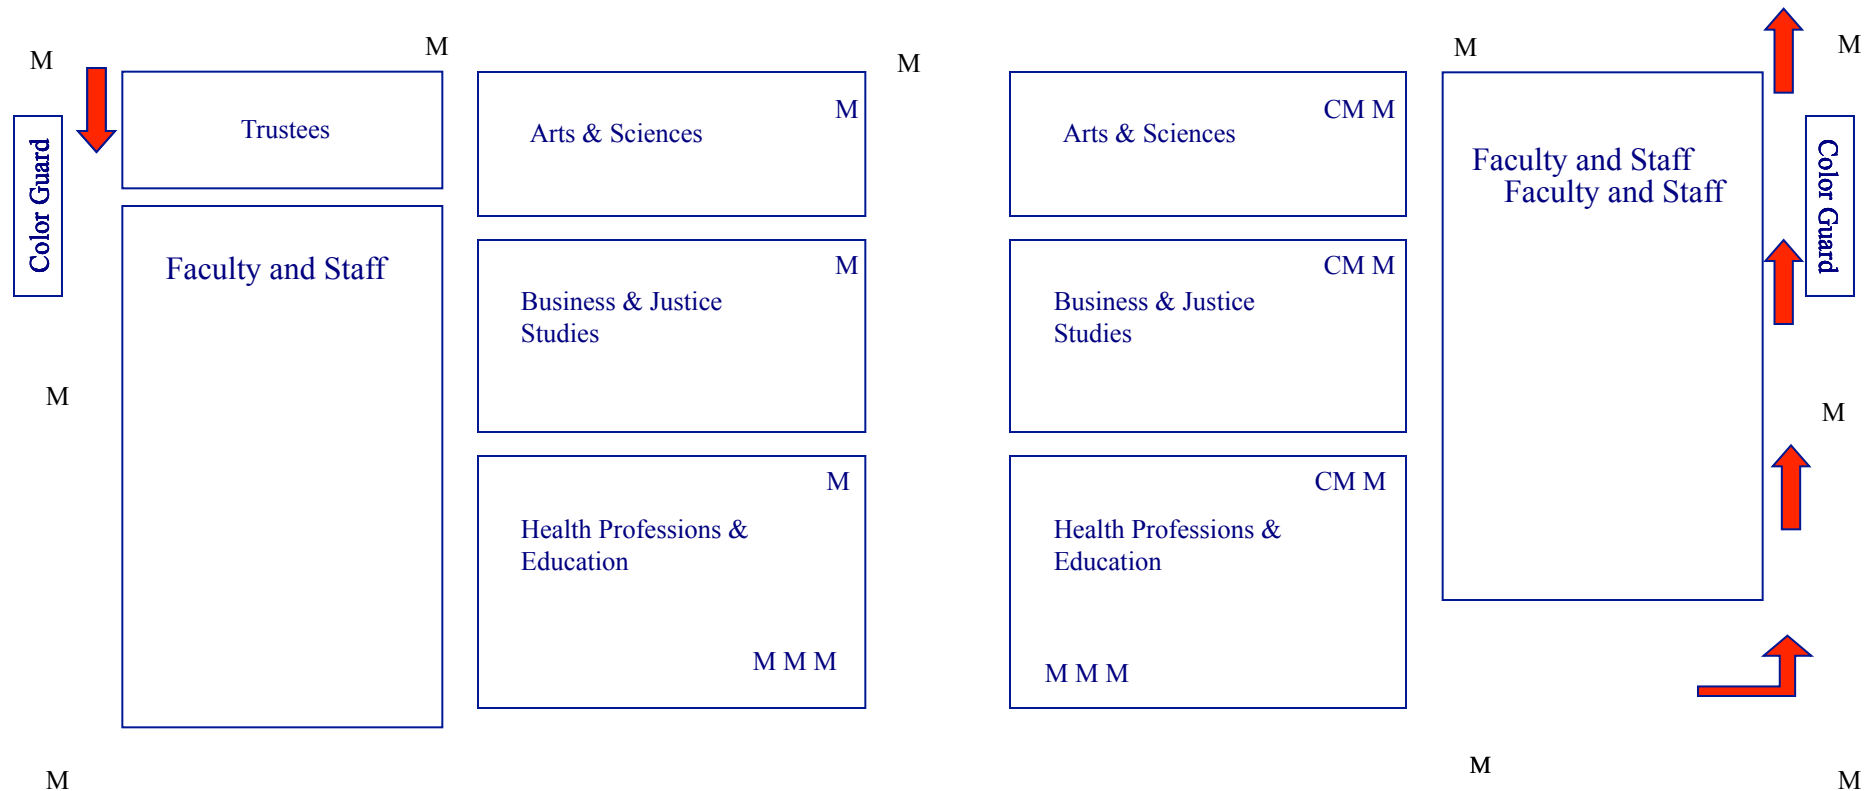 M
M
M
M
M
Color Guard
Trustees
Faculty and Staff
M
Arts & Sciences
M
Business & Justice
Studies
M
Health Professions &
Education
M M M
CM M
Arts & Sciences
CM M
Business & Justice
Studies
CM M
Health Professions &
Education
M M M
Faculty and Staff
Faculty and Staff
Color Guard
M
M
M
M
M